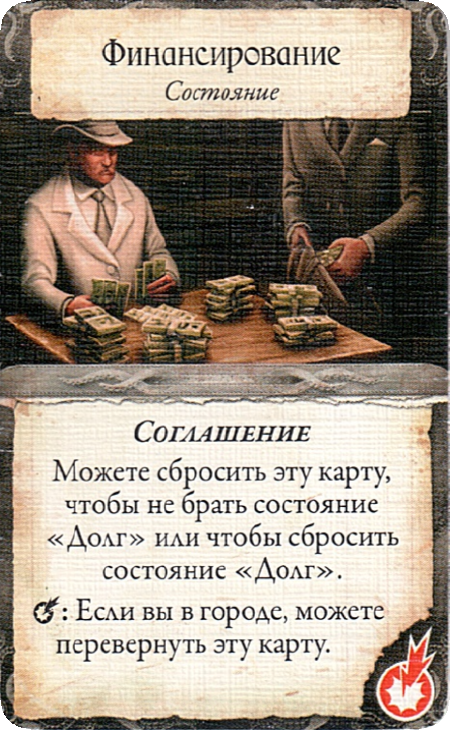 Финансирование
Состояние
Соглашение
Можете сбросить эту карту,
чтобы не брать состояние
«Долг» или чтобы сбросить
состояние «Долг».
: Если вы в городе, можете
перевернуть эту карту.